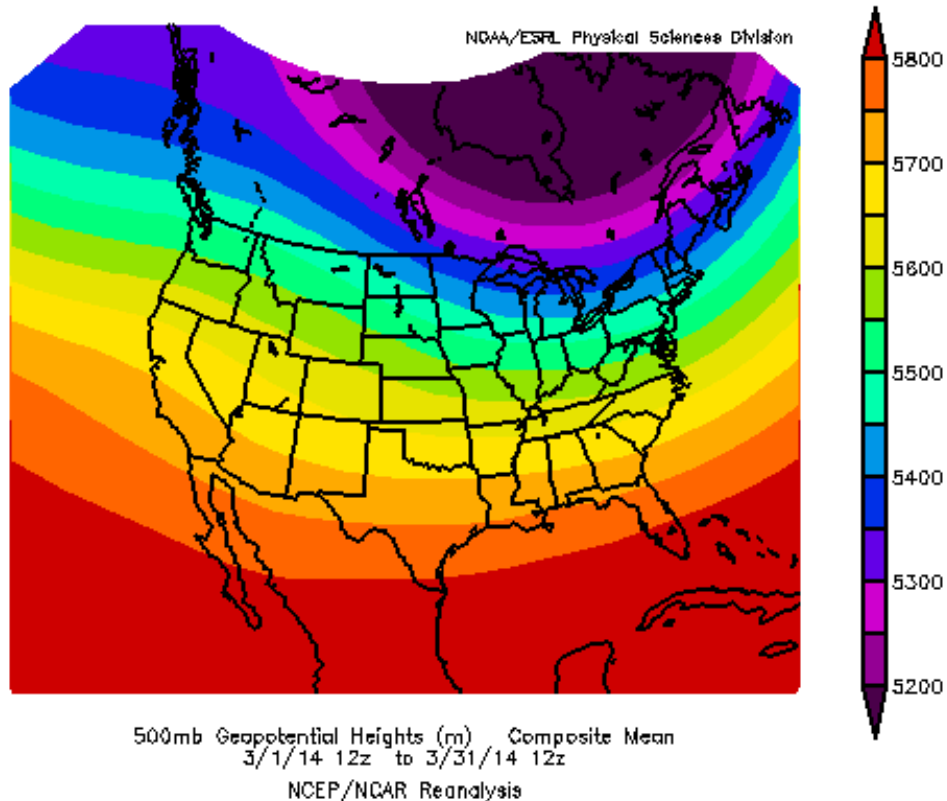 NOAA/ESRL Physical Sciences Division
5800
5700
5600
5500
5400
5300
5200
500mb Geopotential Heights (m) Composite Mean
3/1/14 12z to 3/31/14 12z
NCEP/NCAR Reanalysis